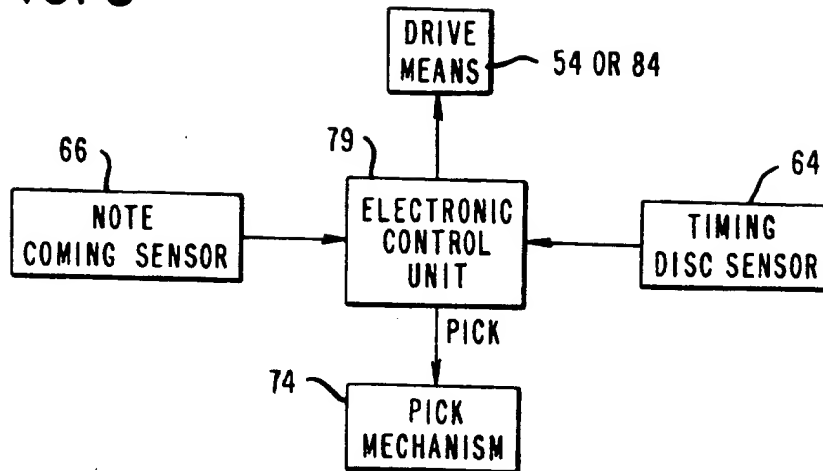 DRIVE
MEANS
54 OR 84
79
66
64
NOTE
COMING SENSOR
ELECTRONIC
CONTROL
UNIT
TIMING
DISC SENSOR
PICK
74
PICK
MECHANISM